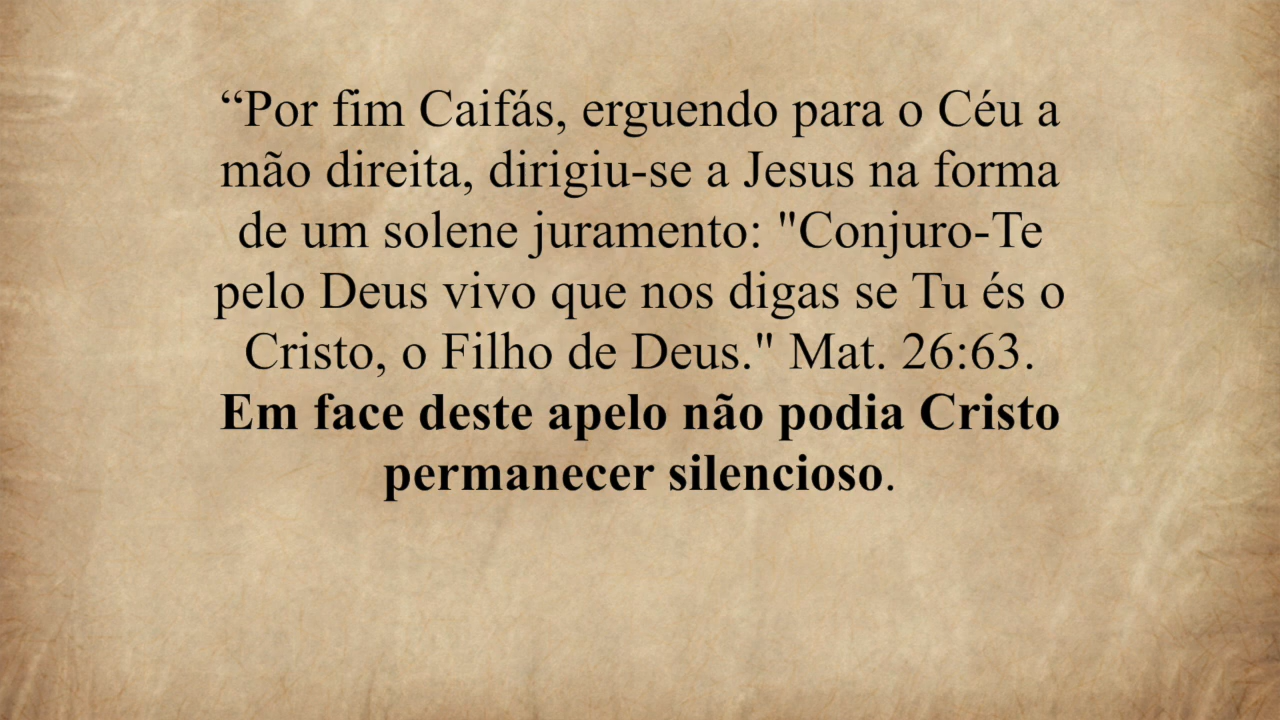 “Por fim Caifás, erguendo para o Céu a
mão direita, dirigiu-se a Jesus na forma
de um solene juramento: "Conjuro-Te
pelo Deus vivo que nos digas se Tu és o
Cristo, o Filho de Deus." Mat. 26:63.
Em face deste apelo não podia Cristo
permanecer silencioso.